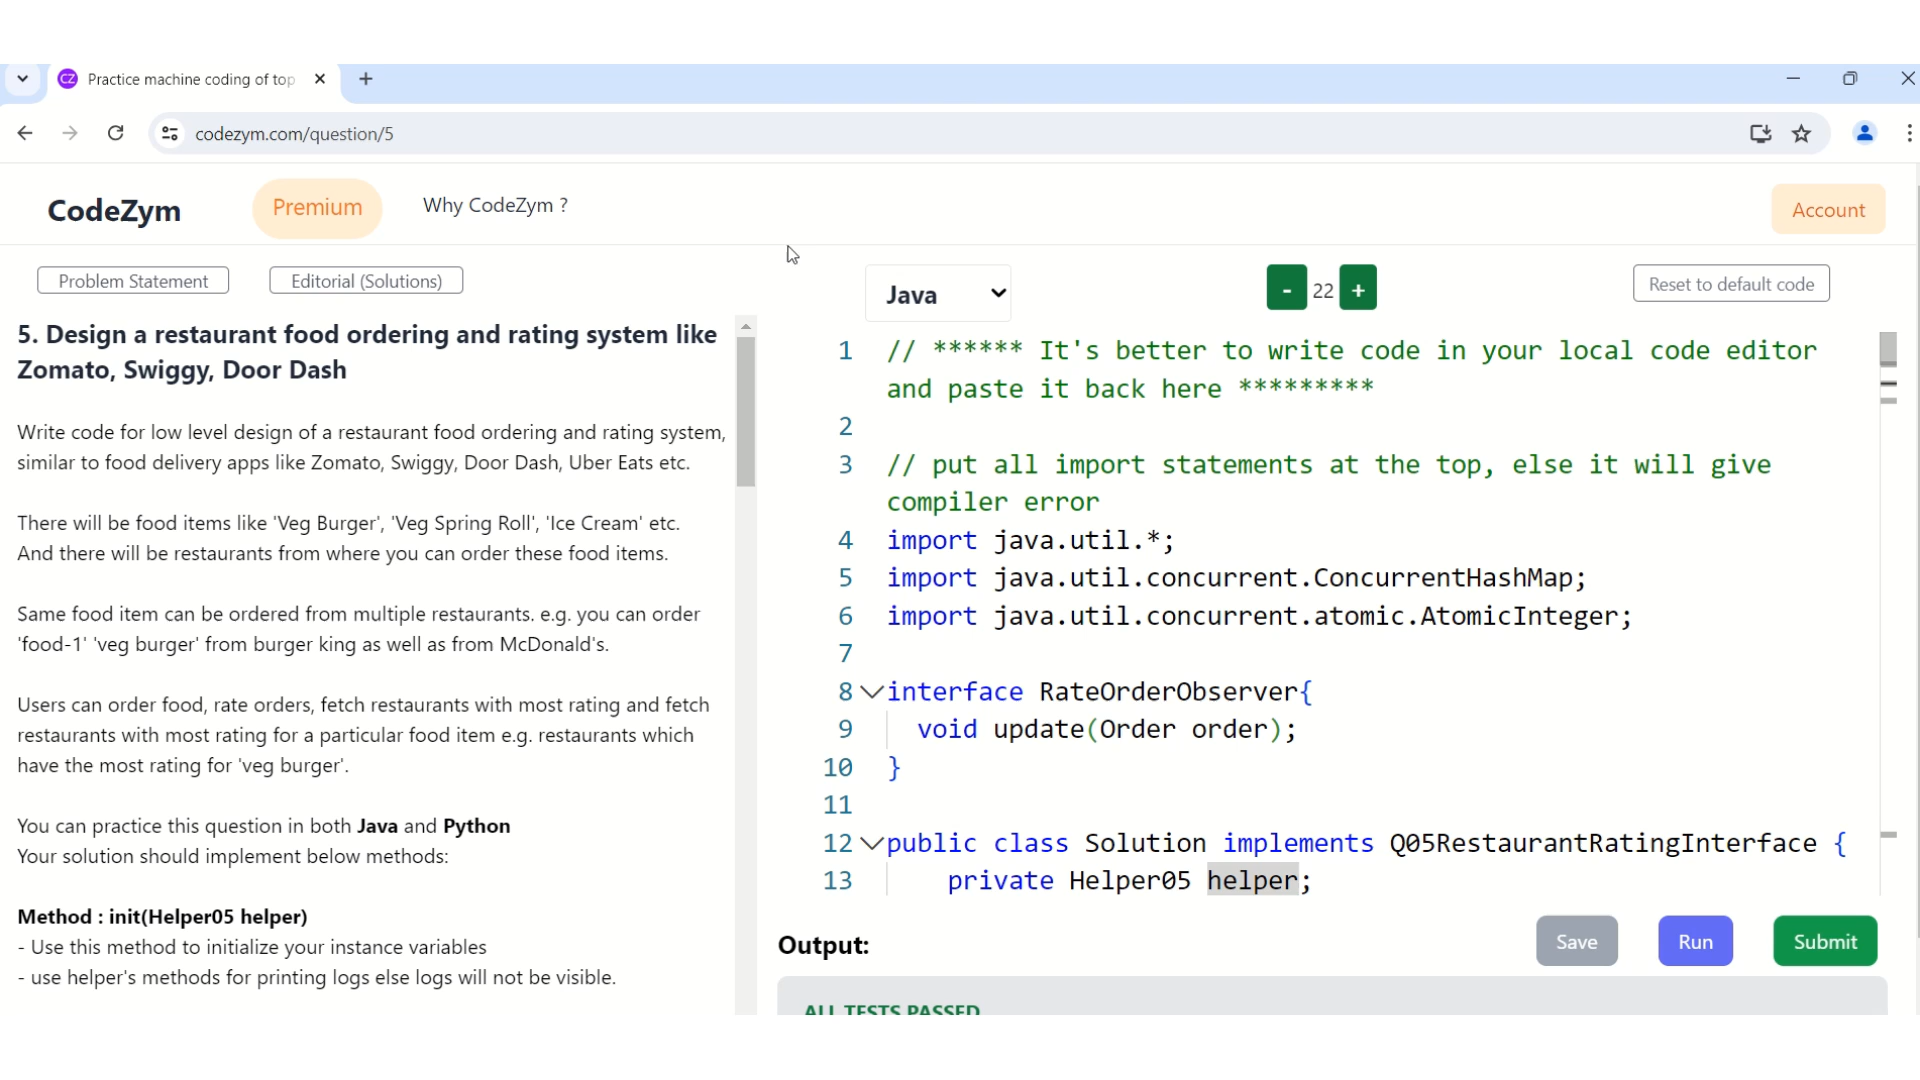 Practice machine coding of top
codezym.com/question/5
CodeZym
Premium
Why CodeZym ?
Account
Problem Statement
Editorial (Solutions)
5. Design a restaurant food ordering and rating system like
Zomato, Swiggy, Door Dash
Write code for low level design of a restaurant food ordering and rating system,
similar to food delivery apps like Zomato, Swiggy, Door Dash, Uber Eats etc.
There will be food items like 'Veg Burger', 'Veg Spring Roll', 'Ice Cream' etc.
And there will be restaurants from where you can order these food items.
Same food item can be ordered from multiple restaurants. e.g. you can order
'food-1' 'veg burger' from burger king as well as from McDonald's.
Users can order food, rate orders, fetch restaurants with most rating and fetch
restaurants with most rating for a particular food item e.g. restaurants which
have the most rating for 'veg burger'.
You can practice this question in both Java and Python
Your solution should implement below methods:
Method : init(Helper05 helper)
- Use this method to initialize your instance variables
- use helper's methods for printing logs else logs will not be visible.
Java
- 22 +
Reset to default code
1 // ****** It's better to write code in your local code editor
and paste it back here *********
2
3 // put all import statements at the top, else it will give
compiler error
4 import java.util.*;
5 import java.util.concurrent.ConcurrentHashMap;
6 import java.util.concurrent.atomic.AtomicInteger;
7
8 interface RateOrderObserver{
9 void update(Order order);
10 }
11
12 public class Solution implements Q05RestaurantRatingInterface {
13 private Helper05 helper;
Output:
Save
Run
Submit
ALL TESTS PASSED